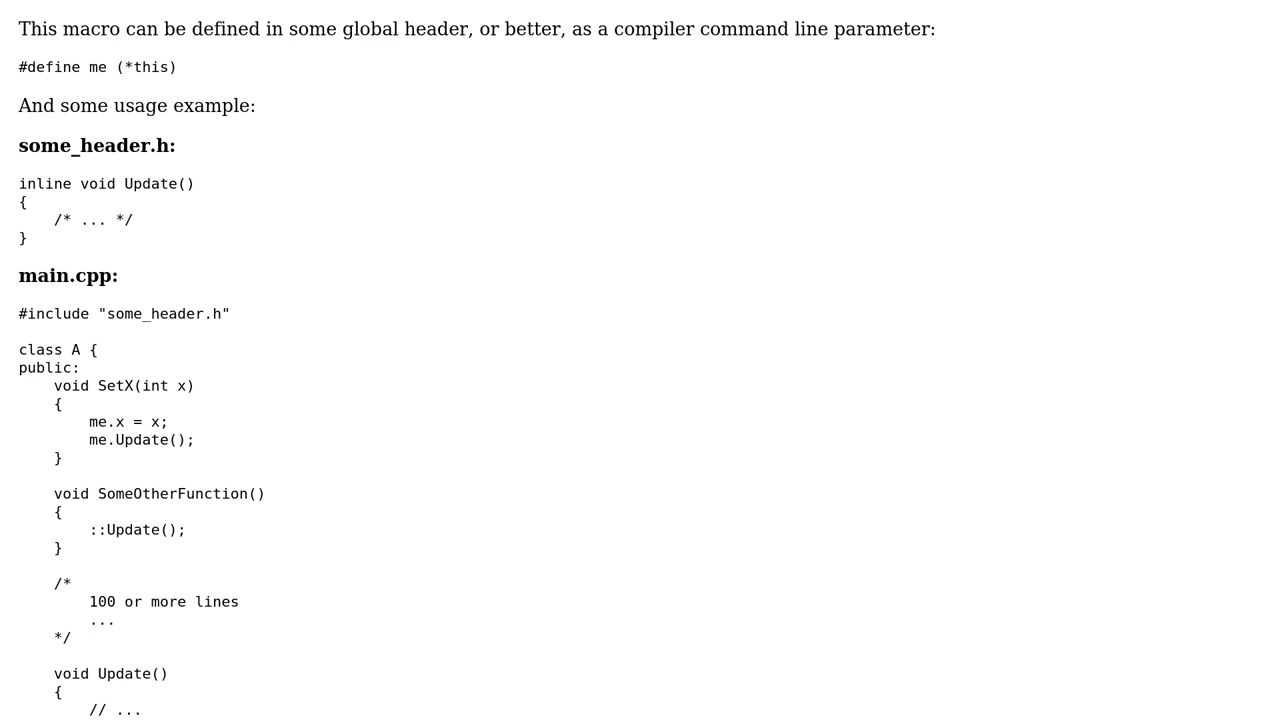 This macro can be defined in some global header, or better, as a compiler command line parameter:
#define me (*this)
And some usage example:
some_header.h:
inline void Update()
{
    /* ... */
}
main.cpp:
#include "some_header.h"
class A {
public:
    void SetX(int x)
    {
        me.x = x;
        me.Update();
    }
    void SomeOtherFunction()
    {
        ::Update();
    }
    /*
        100 or more lines
        ...
    */
    void Update()
    {
        // ...